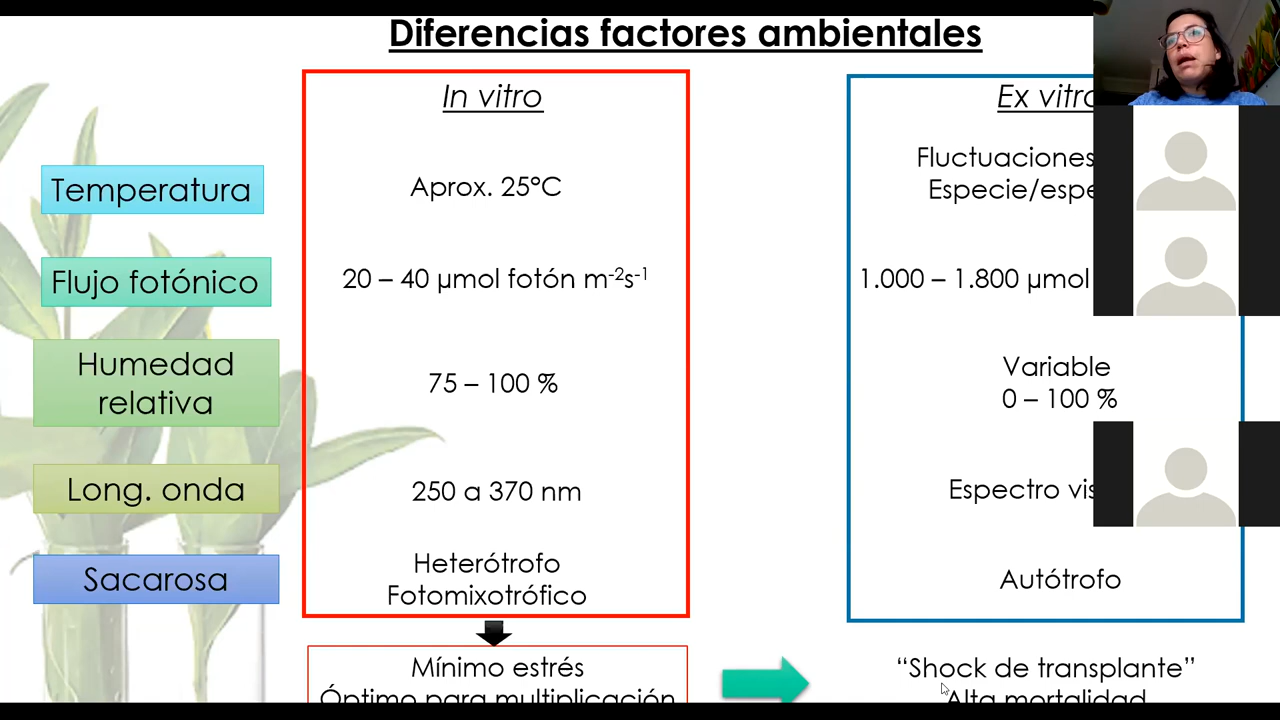 Diferencias factores ambientales
In vitro
Ex vitro
Temperatura
Aprox. 25°C
Fluctuaciones
Especie/espe
Flujo fotónico
20 – 40 µmol fotón m-2s-1
1.000 – 1.800 µmol
Humedad
relativa
75 – 100 %
Variable
0 – 100 %
Long. onda
250 a 370 nm
Espectro vis
Sacarosa
Heterótrofo
Fotomixotrófico
Autótrofo
Mínimo estrés
Óptimo para multiplicación
“Shock de transplante”
Alta mortalidad